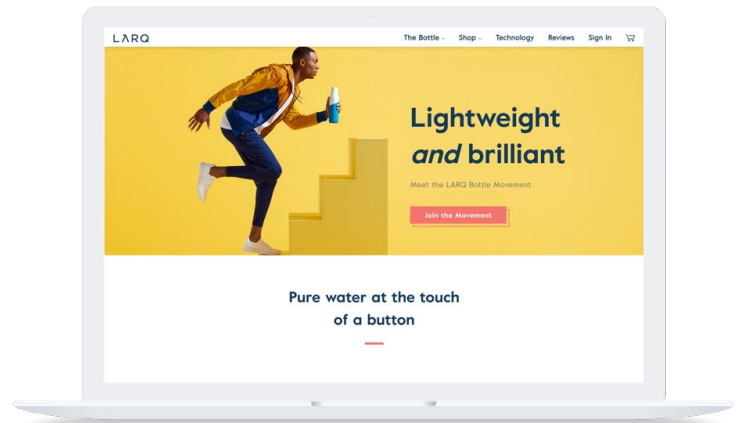 LARQ
The Bottle Shop Technology Reviews Sign In
Lightweight
and brilliant
Meet the LARQ Bottle Movement
Join the Movement
Pure water at the touch
of a button